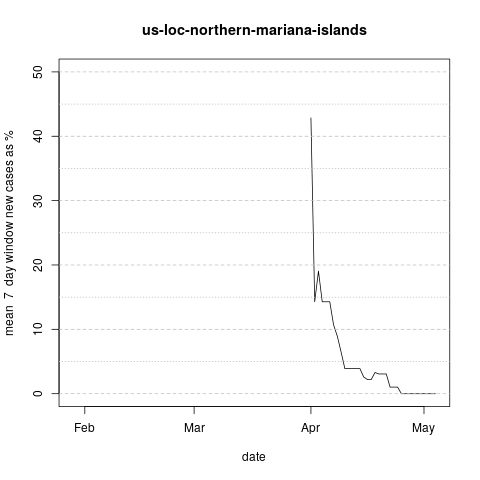 us-loc-northern-mariana-islands
mean 7 day window new cases as %
50
40
30
20
10
0
Feb Mar Apr May
date